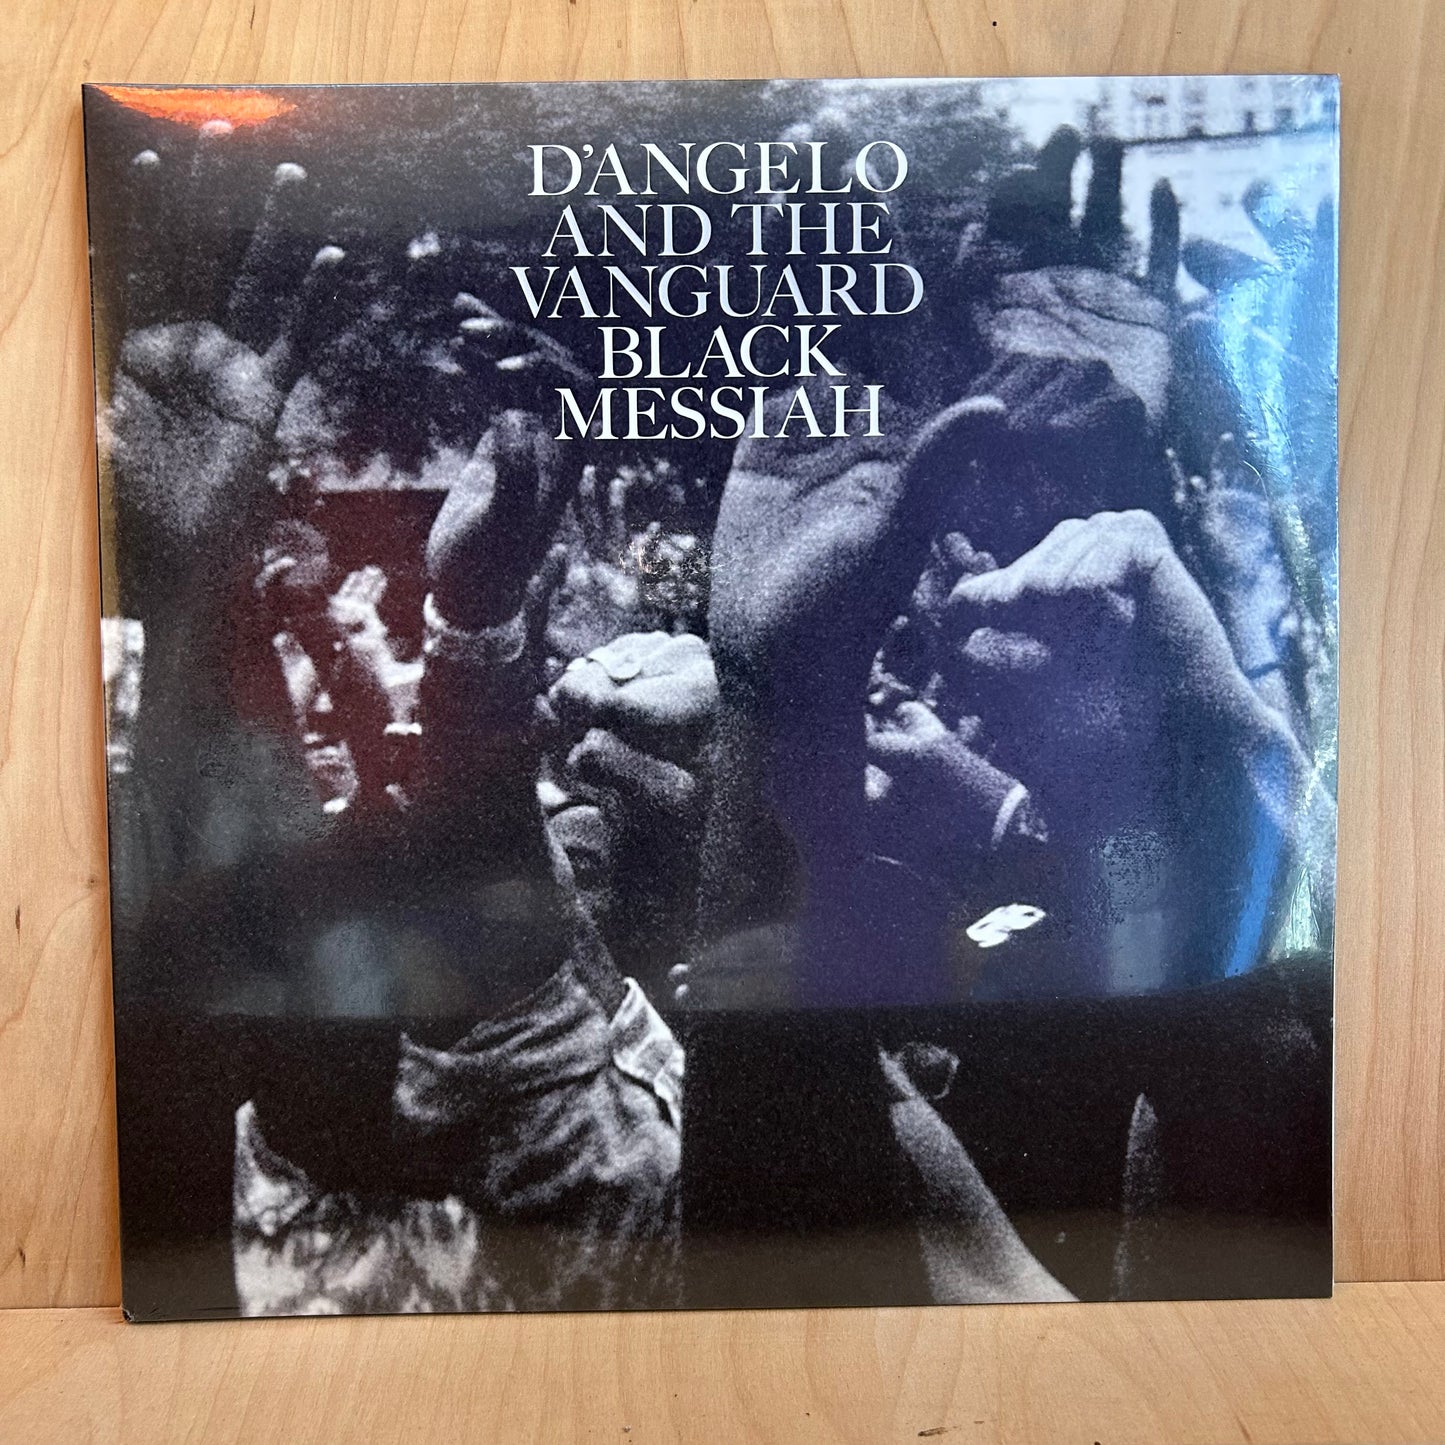 D'ANGELO
AND THE
VANGUARD
BLACK
MESSIAH